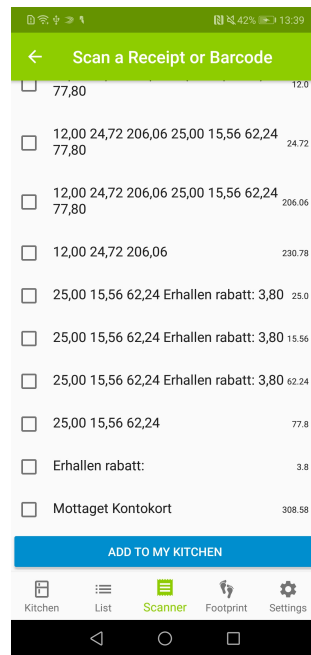 42% 13:39
Scan a Receipt or Barcode
77,80 12.0
12,00 24,72 206,06 25,00 15,56 62,24
77,80 24.72
12,00 24,72 206,06 25,00 15,56 62,24
77,80 206.06
12,00 24,72 206,06 230.78
25,00 15,56 62,24 Erhallen rabatt: 3,80 25.0
25,00 15,56 62,24 Erhallen rabatt: 3,80 15.56
25,00 15,56 62,24 Erhallen rabatt: 3,80 62.24
25,00 15,56 62,24 77.8
Erhallen rabatt: 3.8
Mottaget Kontokort 308.58
ADD TO MY KITCHEN
Kitchen List Scanner Footprint Settings